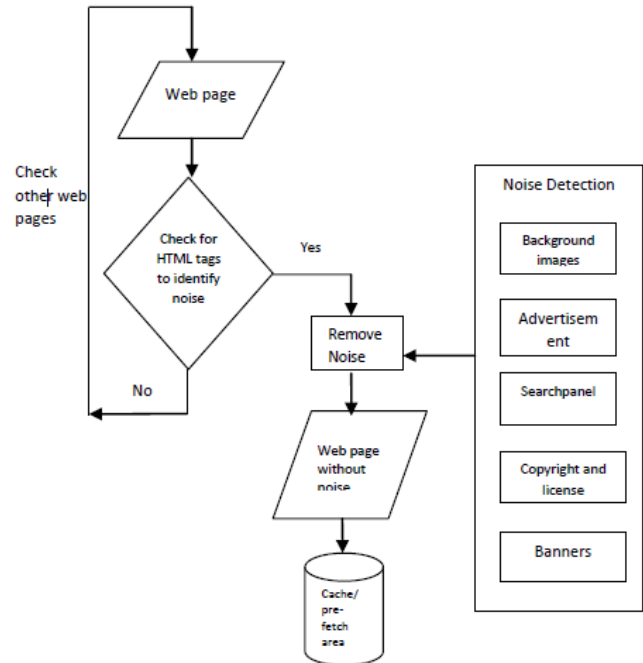 Web page
Check
other web
pages
Check for
HTML tags
to identify
noise
Yes
No
Remove
Noise
Web page
without
noise
Cache/
pre-
fetch
area
Noise Detection
Background
images
Advertisem
ent
Searchpanel
Copyright and
license
Banners